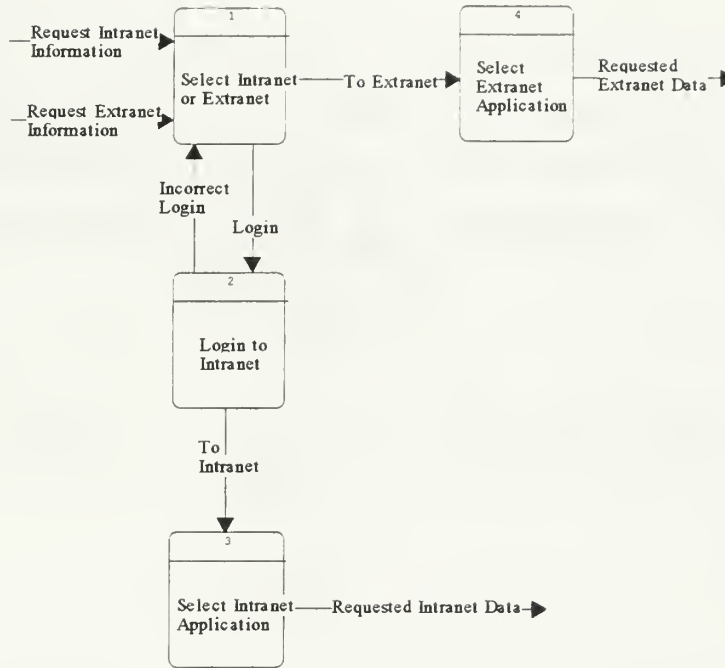 1
4
Request Intranet
Information
Request Extranet
Information
Select Intranet
or Extranet
To Extranet
Select
Extranet
Application
Requested
Extranet Data
Incorrect
Login
Login
2
Login to
Intranet
To
Intranet
3
Select Intranet
Application
Requested Intranet Data